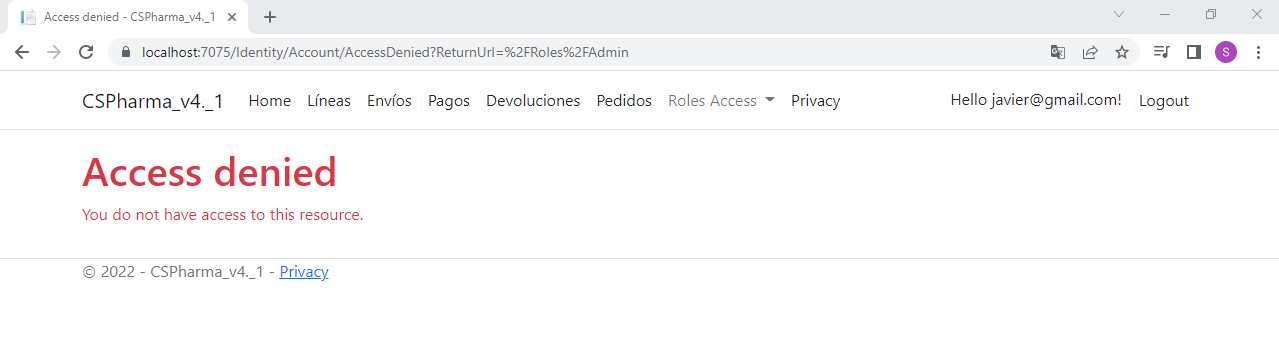 Access denied - CSPharma_v4._1
localhost:7075/Identity/Account/AccessDenied?ReturnUrl=%2FRoles%2FAdmin
S
CSPharma_v4._1 Home Líneas Envíos Pagos Devoluciones Pedidos Roles Access Privacy Hello javier@gmail.com! Logout
Access denied
You do not have access to this resource.
© 2022 - CSPharma_v4._1 - Privacy